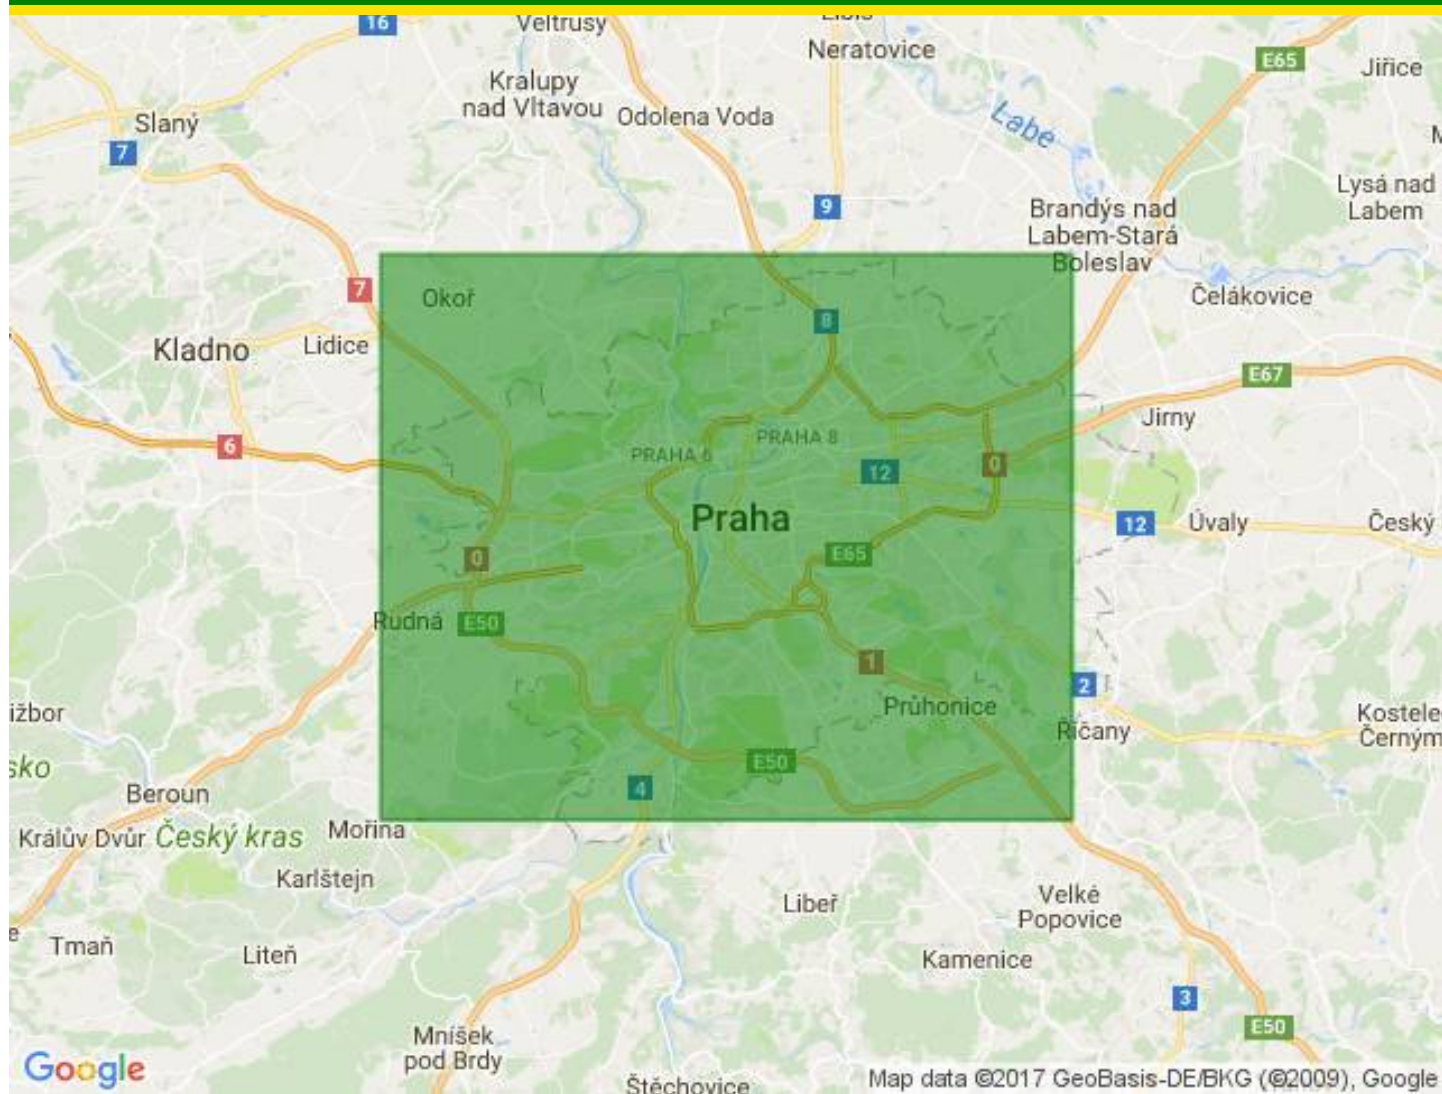 16
Veltrusy
Neratovice
E65
Jiřice
Kralupy
nad Vltavou
Odolena Voda
Slaný
7
Labe
Lysá nad
Labem
9
Brandýs nad
Labem-Stará
Boleslav
7
Okoř
Čelákovice
8
Kladno
Lidice
E67
Jirny
6
PRAHA 6
PRAHA 8
12
0
Praha
12
Úvaly
Český
0
E65
Rudná
E50
1
2
Průhonice
Říčany
ižbor
Kostele
Černým
sko
E50
4
Beroun
Králův Dvůr
Český kras
Mořina
Karlštejn
Libeř
Velké
Popovice
e
Tmaň
Liteň
Kamenice
3
E50
Mníšek
pod Brdy
Google
Štěchovice
Map data ©2017 GeoBasis-DE/BKG (©2009), Google